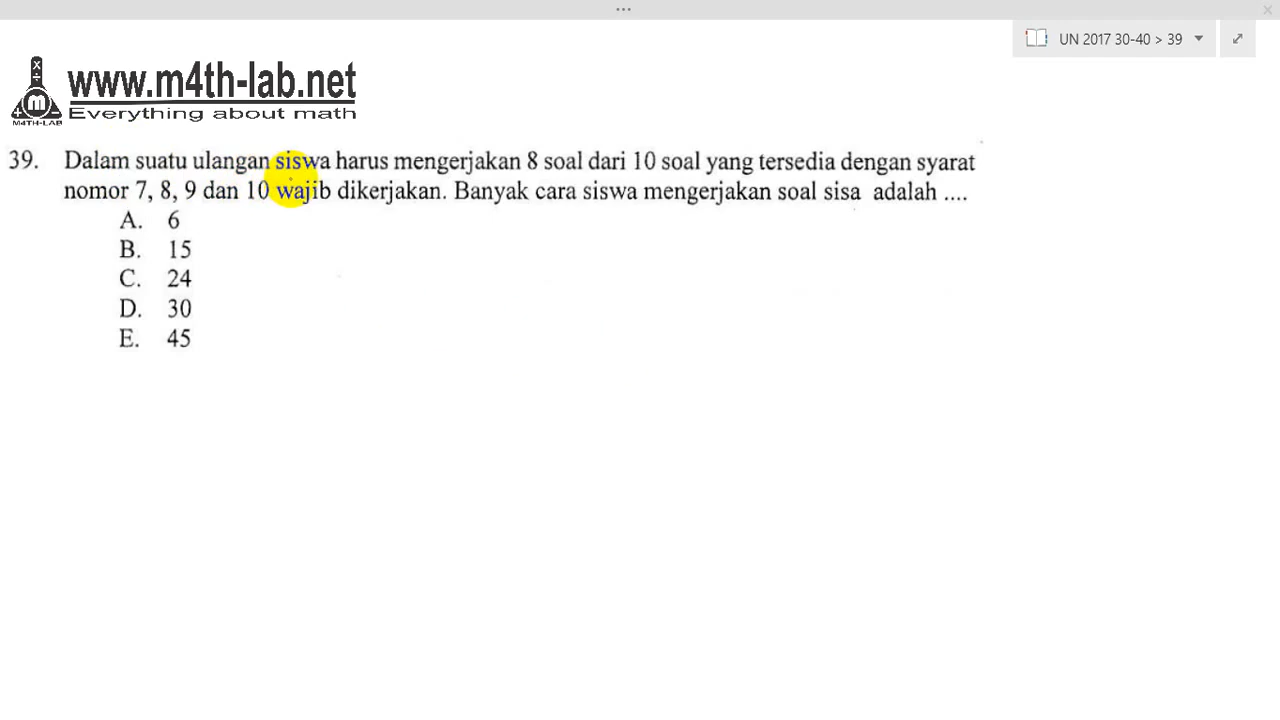 ...
UN 2017 30-40 > 39
www.m4th-lab.net
Everything about math
M4TH-LAB
39. Dalam suatu ulangan siswa harus mengerjakan 8 soal dari 10 soal yang tersedia dengan syarat
nomor 7, 8, 9 dan 10 wajib dikerjakan. Banyak cara siswa mengerjakan soal sisa adalah ....
A. 6
B. 15
C. 24
D. 30
E. 45